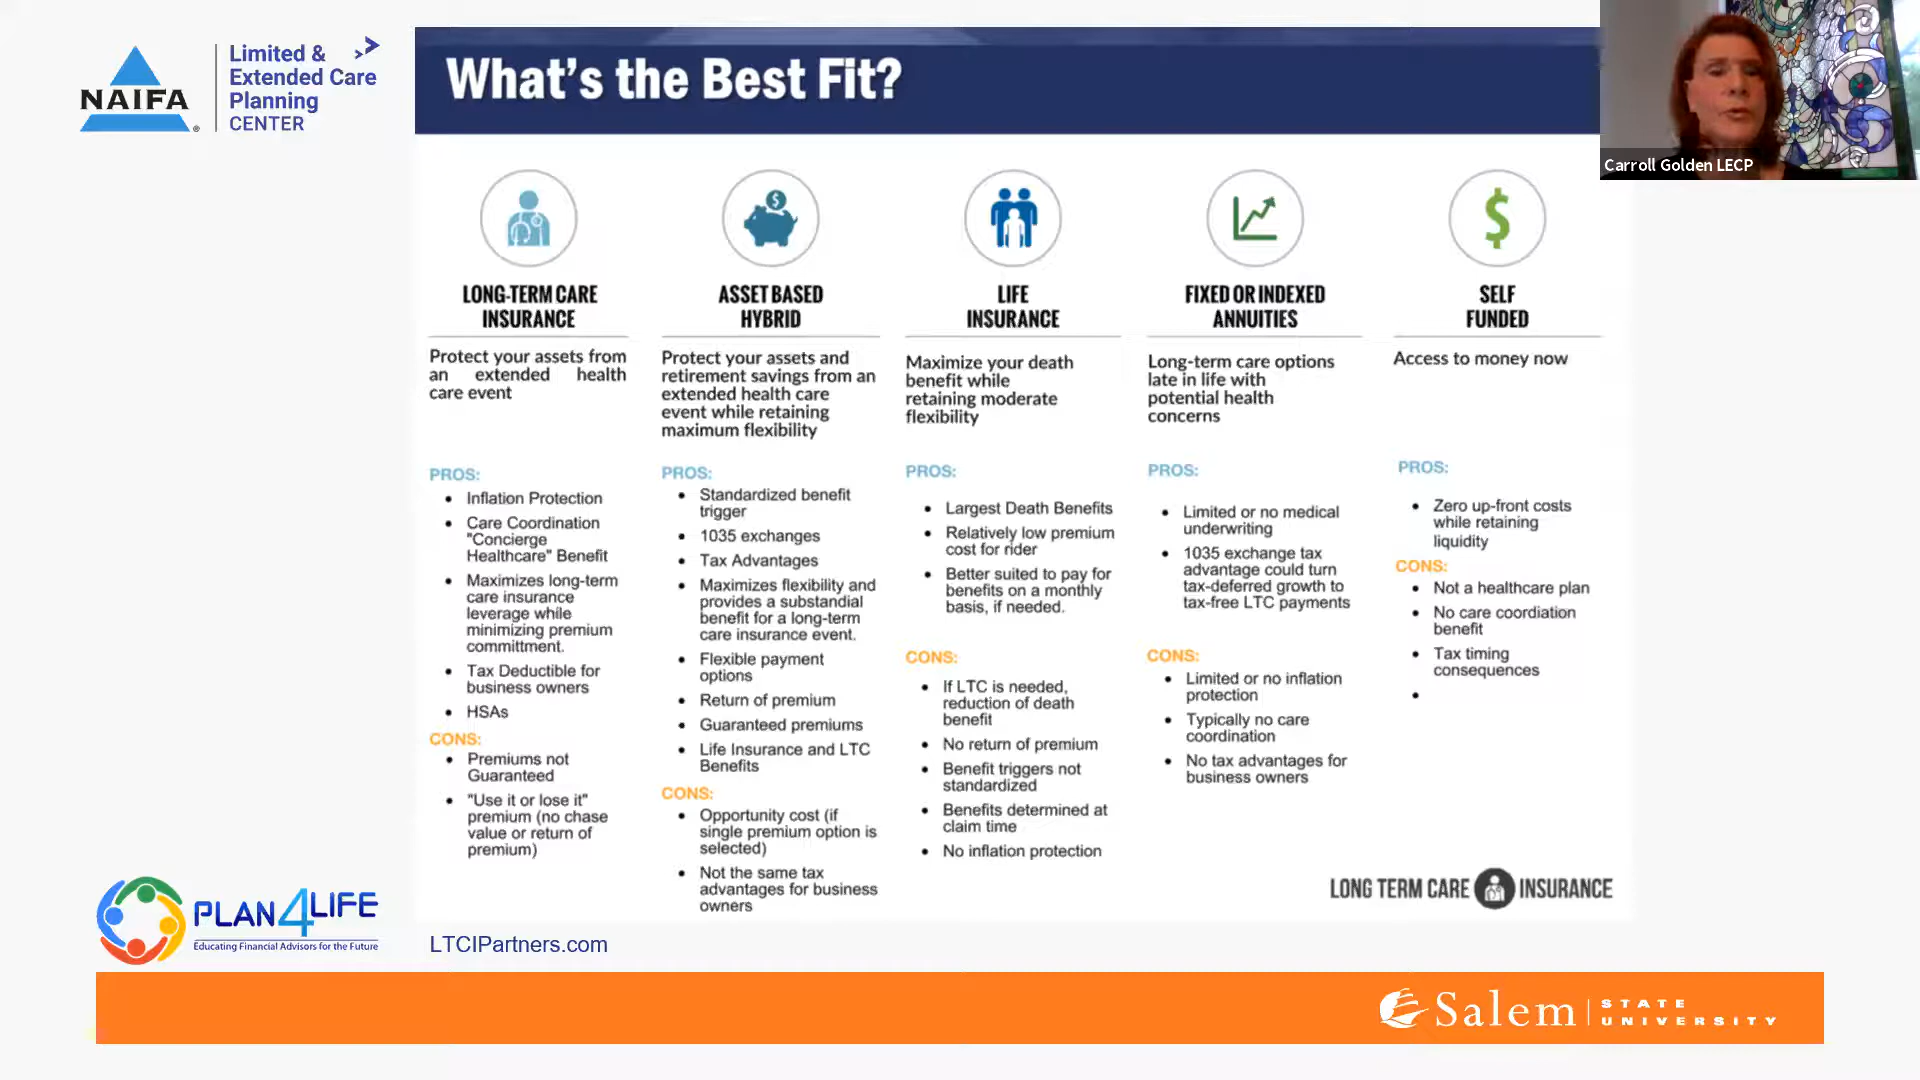 NAIFA
Limited &
Extended Care
Planning
CENTER
What's the Best Fit?
Carroll Golden LECP
LONG-TERM CARE
INSURANCE
Protect your assets from
an extended health
care event
PROS:
• Inflation Protection
• Care Coordination
"Concierge
Healthcare" Benefit
• Maximizes long-term
care insurance
leverage while
minimizing premium
committment.
• Tax Deductible for
business owners
• HSAs
CONS:
• Premiums not
Guaranteed
• "Use it or lose it"
premium (no chase
value or return of
premium)
ASSET BASED
HYBRID
Protect your assets and
retirement savings from an
extended health care
event while retaining
maximum flexibility
PROS:
• Standardized benefit
trigger
• 1035 exchanges
• Tax Advantages
• Maximizes flexibility and
provides a substandial
benefit for a long-term
care insurance event.
• Flexible payment
options
• Return of premium
• Guaranteed premiums
• Life Insurance and LTC
Benefits
CONS:
• Opportunity cost (if
single premium option is
selected)
• Not the same tax
advantages for business
owners
LIFE
INSURANCE
Maximize your death
benefit while
retaining moderate
flexibility
PROS:
• Largest Death Benefits
• Relatively low premium
cost for rider
• Better suited to pay for
benefits on a monthly
basis, if needed.
CONS:
• If LTC is needed,
reduction of death
benefit
• No return of premium
• Benefit triggers not
standardized
• Benefits determined at
claim time
• No inflation protection
FIXED OR INDEXED
ANNUITIES
Long-term care options
late in life with
potential health
concerns
PROS:
• Limited or no medical
underwriting
• 1035 exchange tax
advantage could turn
tax-deferred growth to
tax-free LTC payments
CONS:
• Limited or no inflation
protection
• Typically no care
coordination
• No tax advantages for
business owners
SELF
FUNDED
Access to money now
PROS:
• Zero up-front costs
while retaining
liquidity
CONS:
• Not a healthcare plan
• No care coordiation
benefit
• Tax timing
consequences
•
LONG TERM CARE INSURANCE
PLAN4LIFE
Educating Financial Advisors for the Future
LTCIPartners.com
Salem STATE
UNIVERSITY